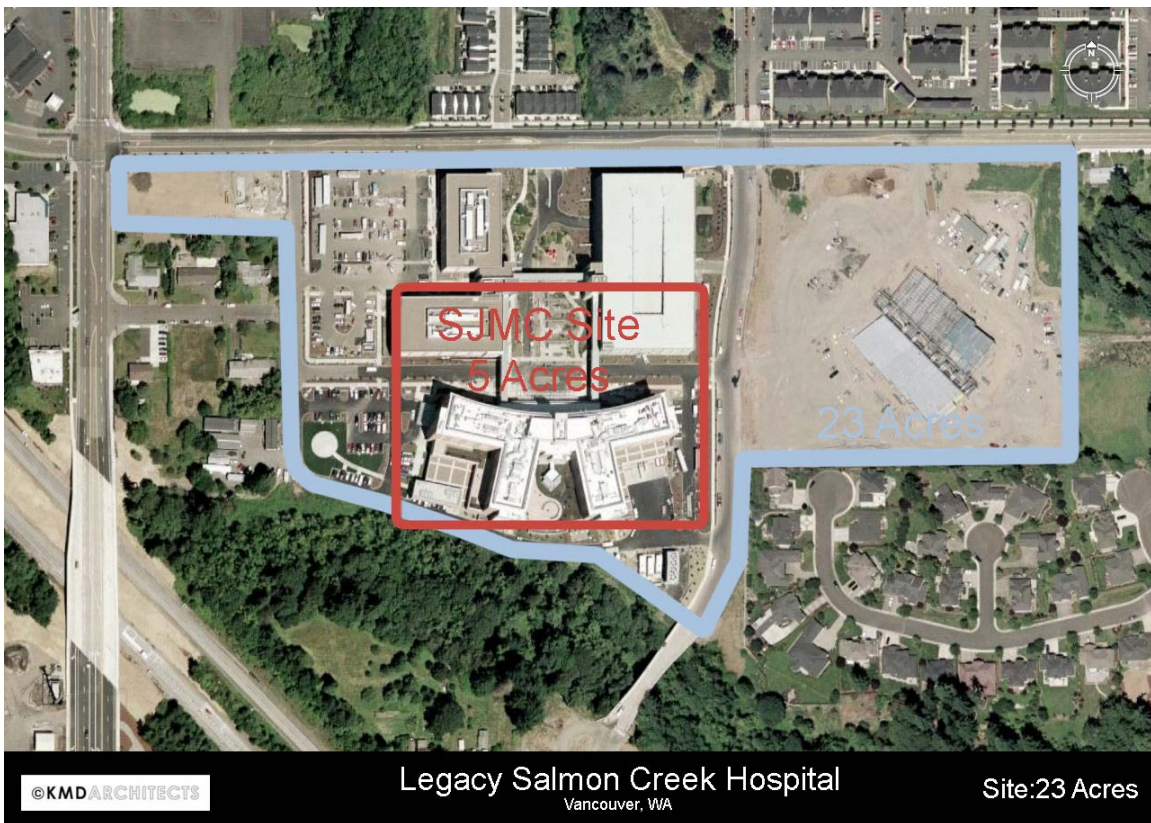 N
SJMC Site
5 Acres
23 Acres
©KMDARCHITECTS
Legacy Salmon Creek Hospital
Vancouver, WA
Site:23 Acres